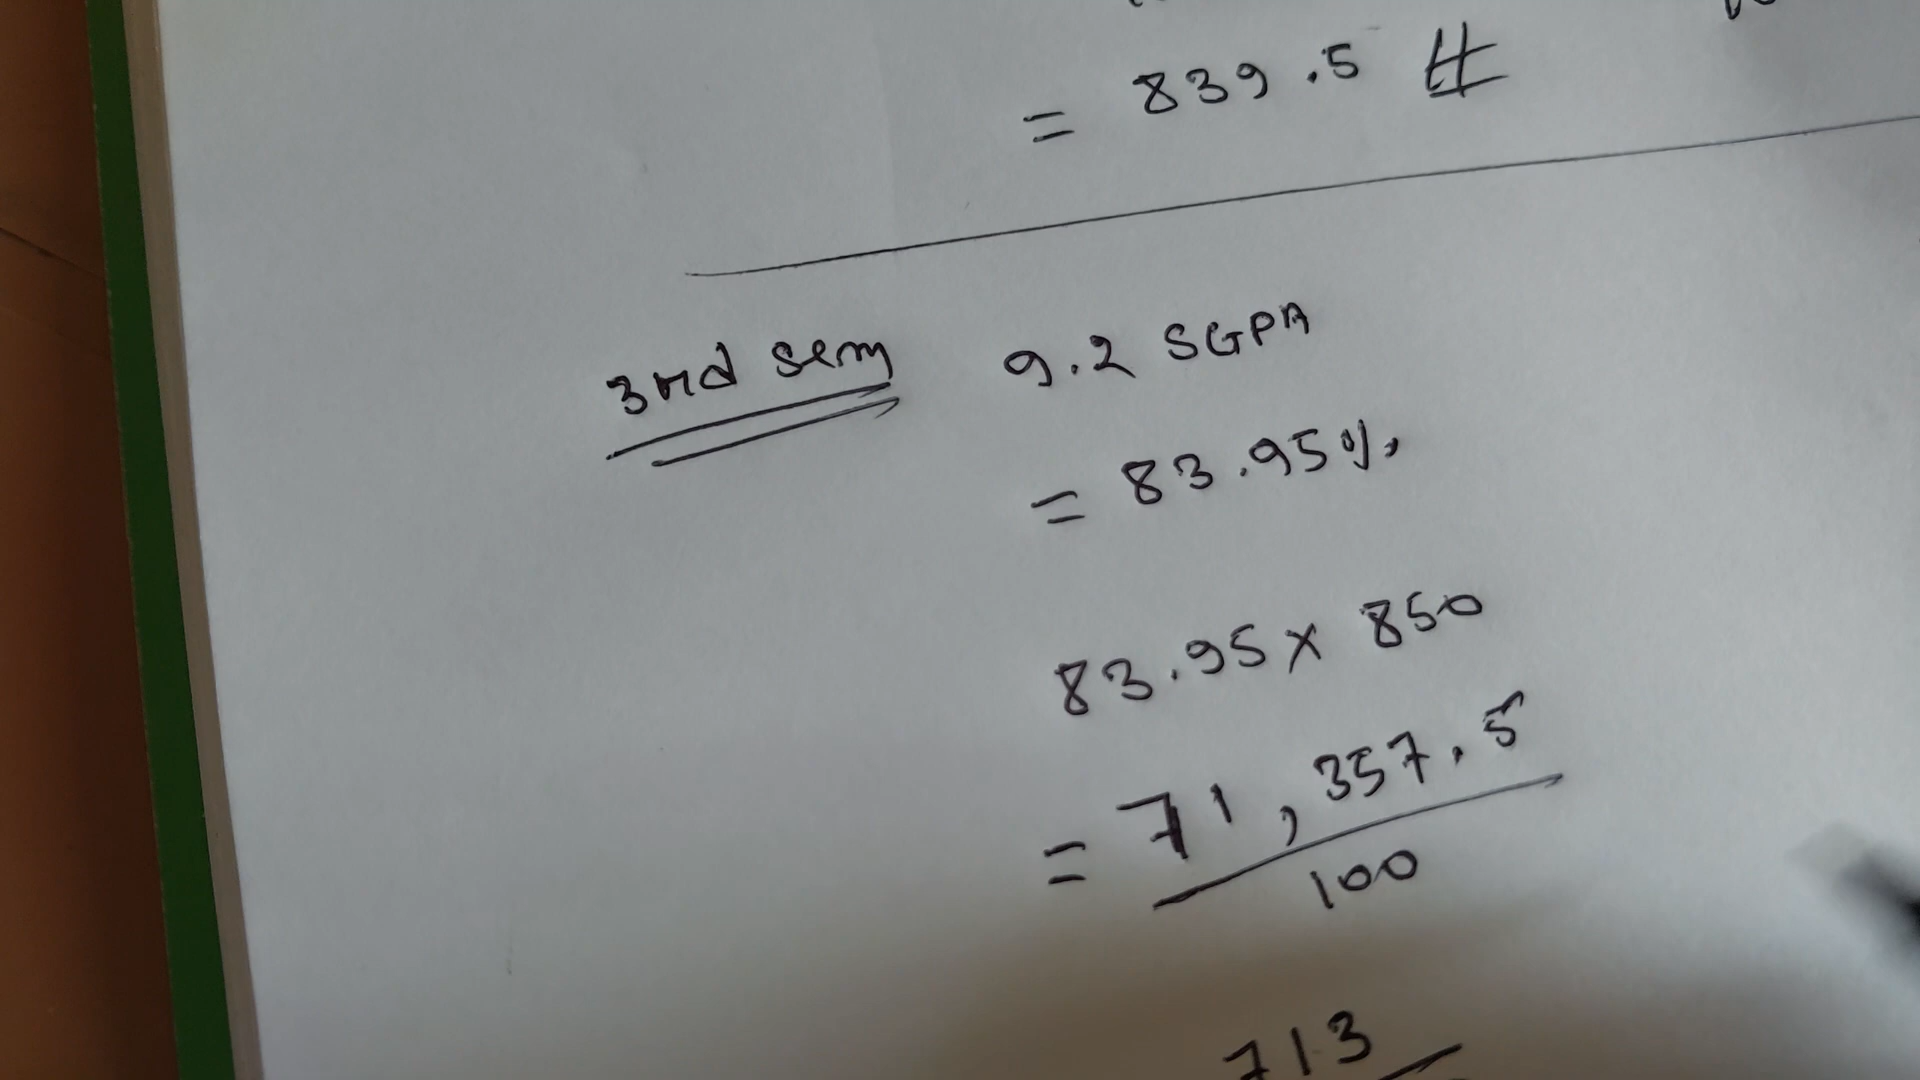 = 839.5 #
3rd sem 9.2 SGPA
= 83.95%
83.95 x 850
= 71,357.5
100
713